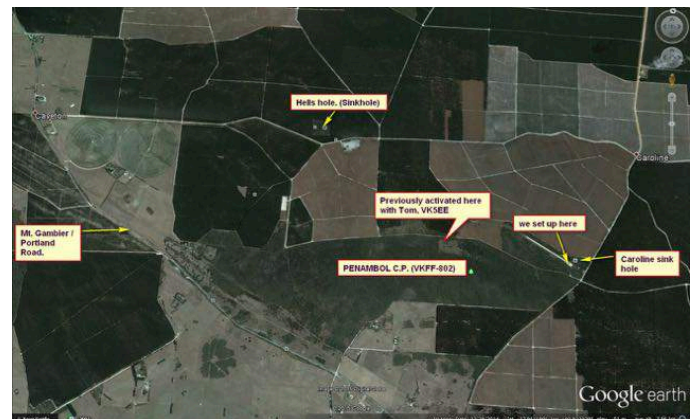 Hells hole. (Sinkhole)
Caveton
Caroline
Previously activated here
with Tom, VK5EE
we set up here
Mt. Gambier /
Portland
Road.
PENAMBOL C.P. (VKFF-802)
Caroline sink
hole
Google earth